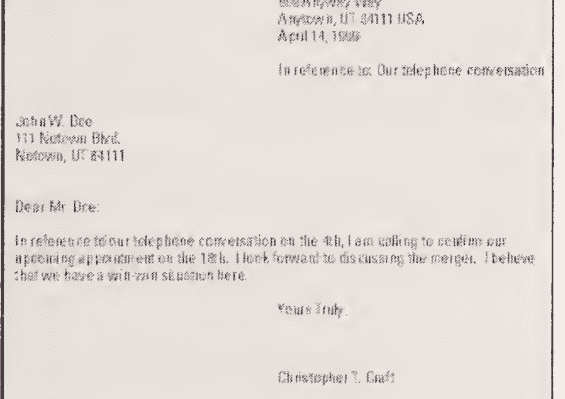 Way
Anytown, UT 84111 USA
April 14, 1999
In reference to: Our telephone conversation
John W. Doe
111 Notown Blvd.
Notown, UT 84111
Dear Mr. Doe:
In reference to our telephone conversation on the 4th, I am calling to confirm our
upcoming appointment on the 18th. I look forward to discussing the merger. I believe
that we have a win-win situation here.
Yours Truly,
Christopher T. Craft